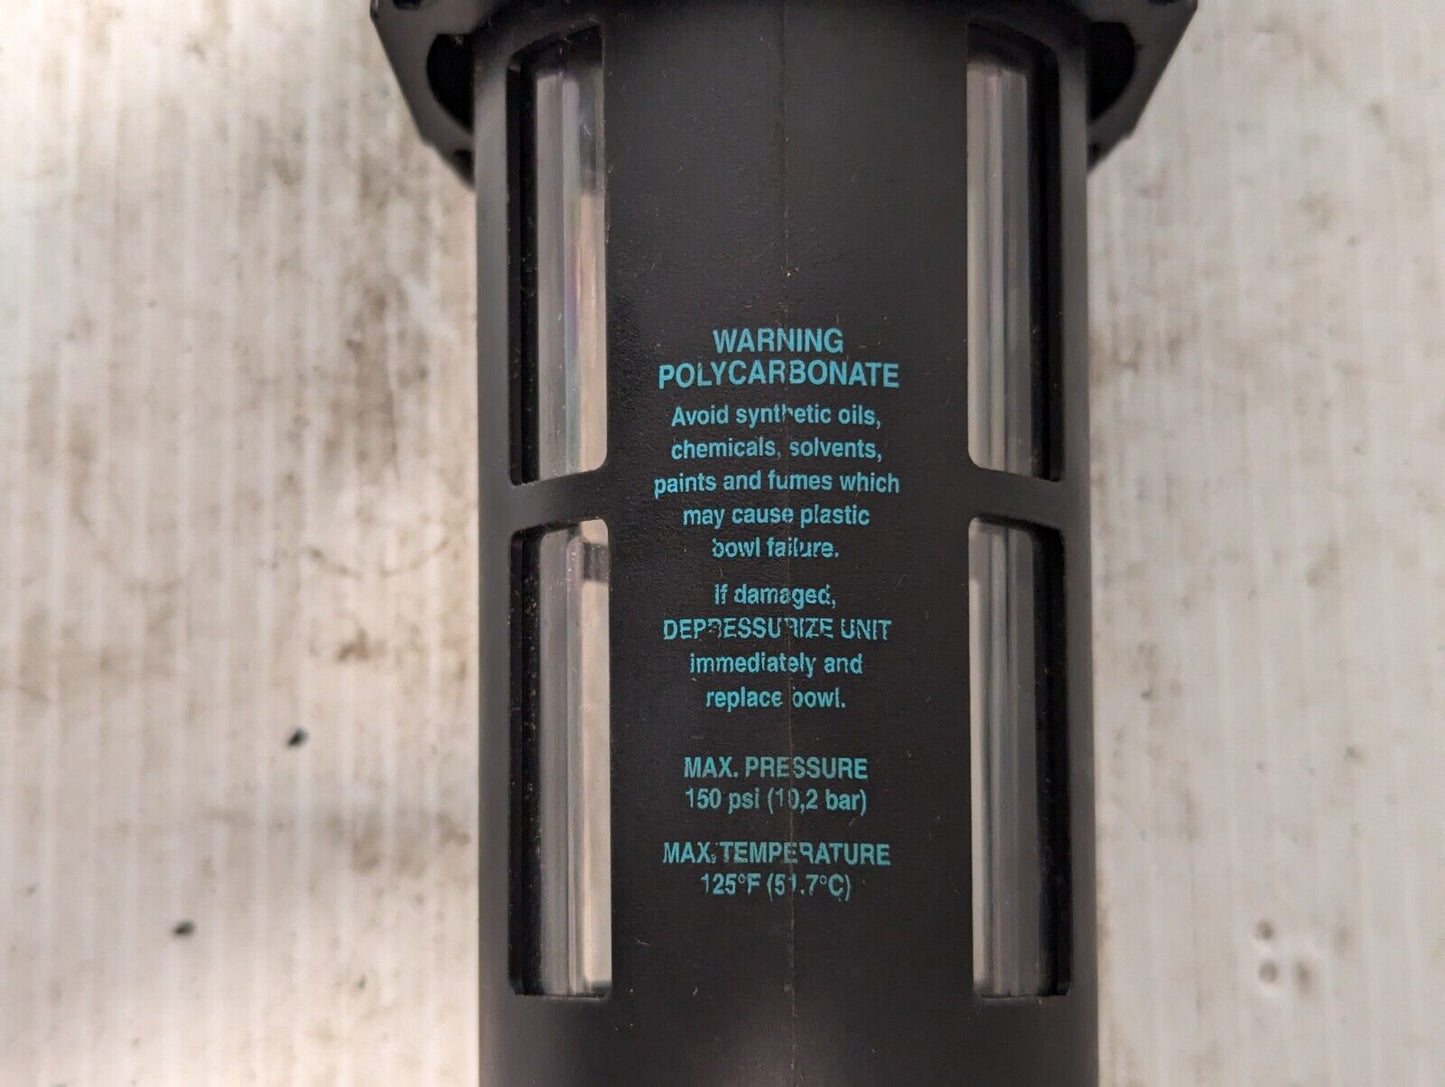 WARNING
POLYCARBONATE
Avoid synthetic oils,
chemicals, solvents,
paints and fumes which
may cause plastic
bowl failure.
If damaged,
DEPRESSURIZE UNIT
immediately and
replace bowl.
MAX. PRESSURE
150 psi (10,2 bar)
MAX. TEMPERATURE
125°F (51.7°C)